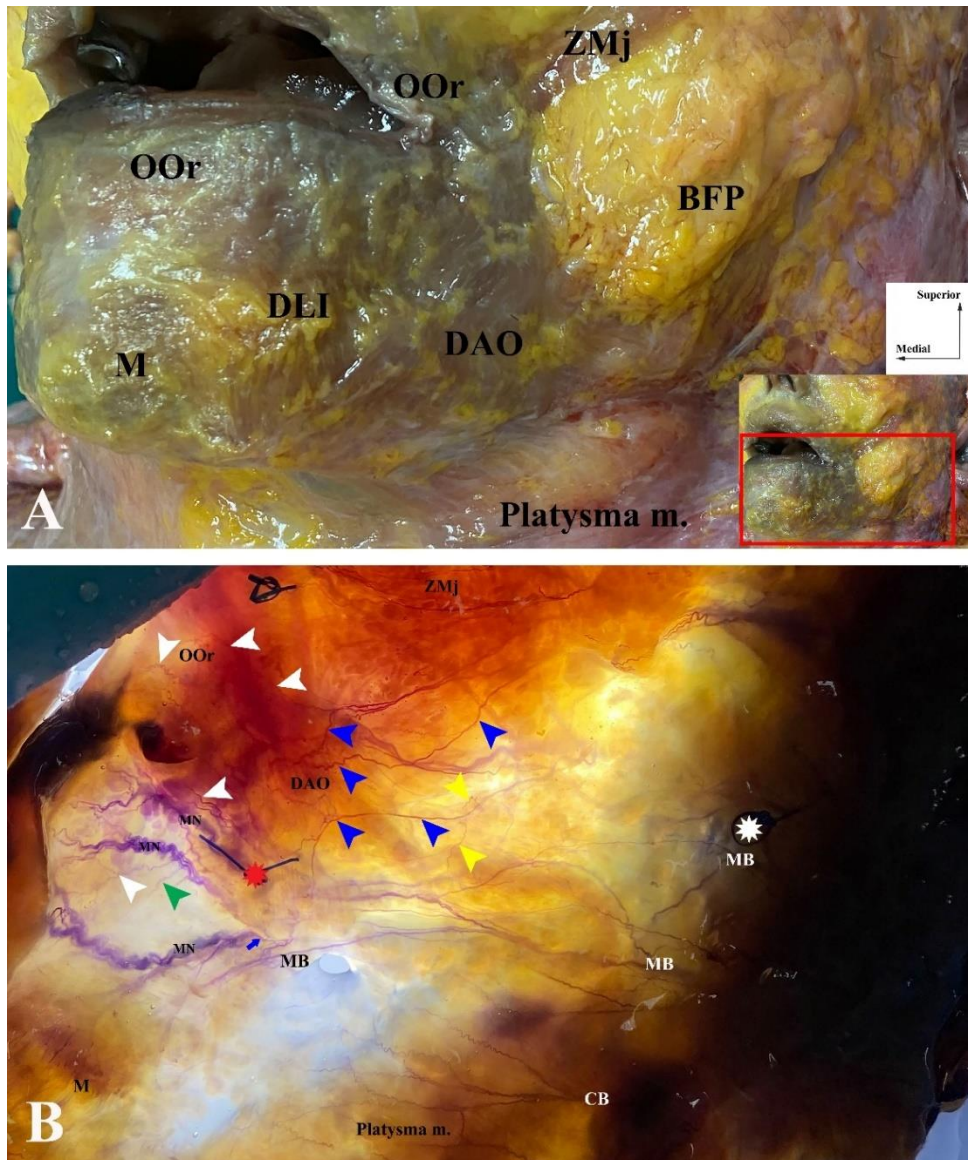 ZMj
OOr
OOr
BFP
Superior
DLI
DAO
Medial
M
A
Platysma m.
ZMj
OOr
DAO
MN
MN
MB
MN
MB
MB
M
CB
B
Platysma m.